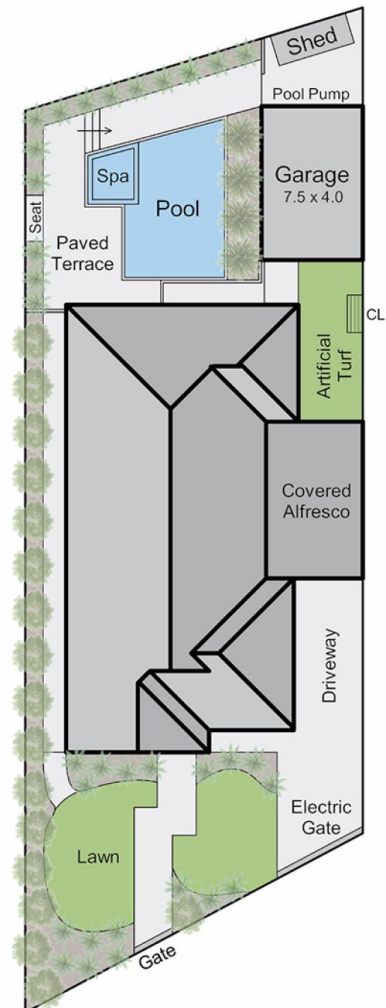 Shed
Pool Pump
Garage
7.5 x 4.0
Spa
Pool
Seat
Paved
Terrace
CL
Artificial
Turf
Covered
Alfresco
Driveway
Electric
Gate
Lawn
Gate